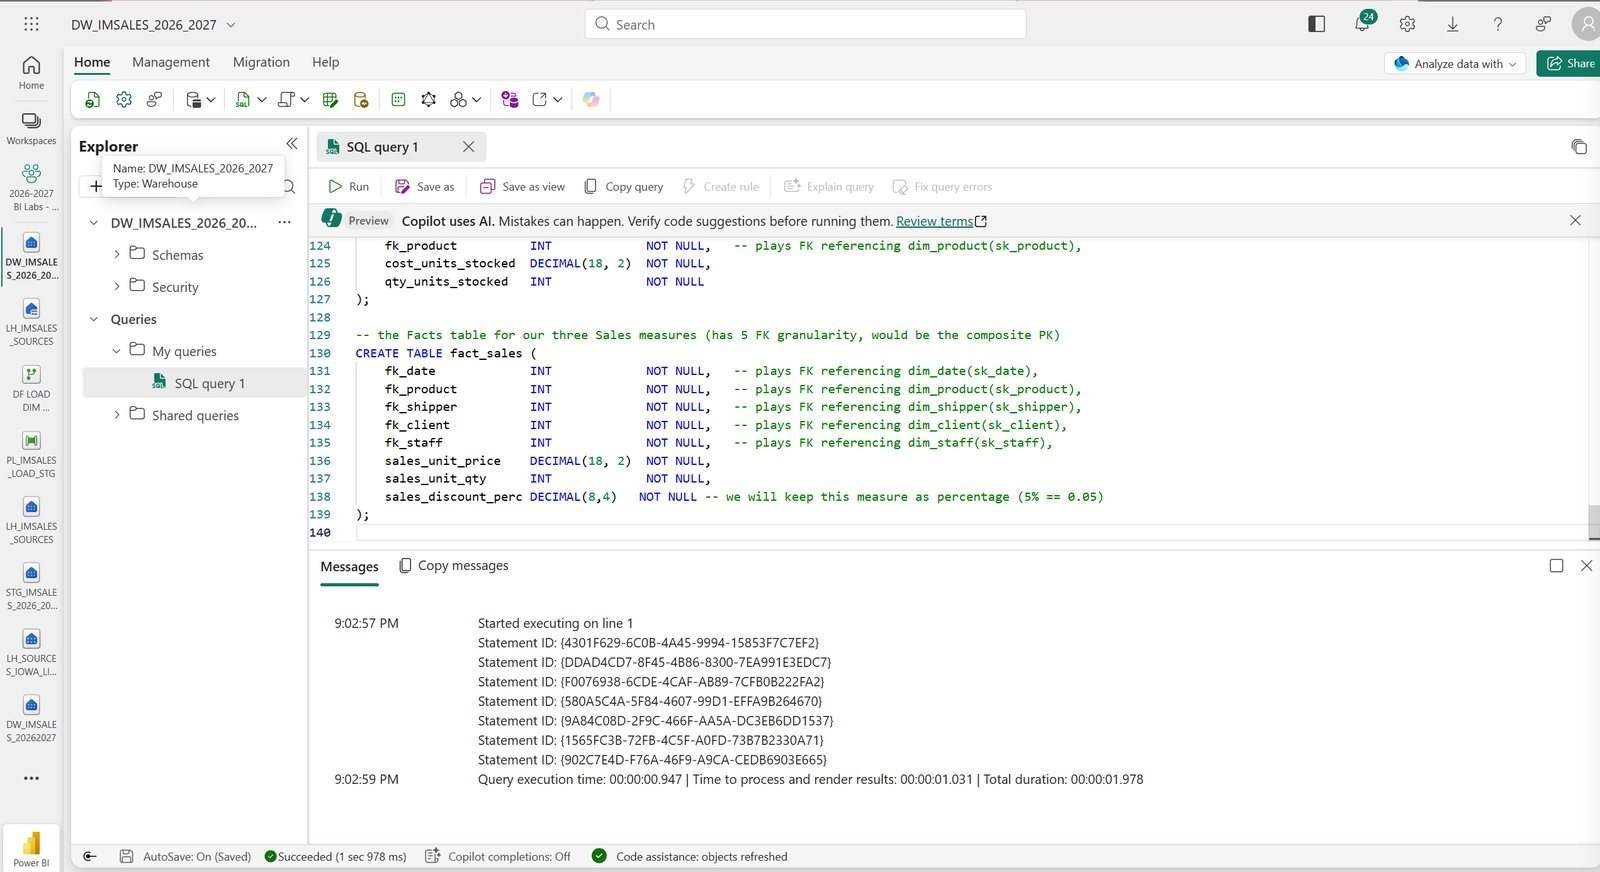 DW_IMSALES_2026_2027
Search
24
Home
Management
Migration
Help
Analyze data with
Share
Home
Workspaces
2026-2027
BI Labs - ...
DW_IMSALE
S_2026_20...
LH_IMSALES
_SOURCES
DF LOAD
DIM ...
PL_IMSALES
_LOAD_STG
LH_IMSALES
_SOURCES
STG_IMSALE
S_2026_20...
LH_SOURCE
S_IOWA_LI...
DW_IMSALE
S_20262027
Power BI
Explorer
Name: DW_IMSALES_2026_2027
Type: Warehouse
DW_IMSALES_2026_20...
Schemas
Security
Queries
My queries
SQL query 1
Shared queries
SQL query 1
Run
Save as
Save as view
Copy query
Create rule
Explain query
Fix query errors
Preview Copilot uses AI. Mistakes can happen. Verify code suggestions before running them. Review terms
124 fk_product INT NOT NULL, -- plays FK referencing dim_product(sk_product),
125 cost_units_stocked DECIMAL(18, 2) NOT NULL,
126 qty_units_stocked INT NOT NULL
127 );
128
129 -- the Facts table for our three Sales measures (has 5 FK granularity, would be the composite PK)
130 CREATE TABLE fact_sales (
131 fk_date INT NOT NULL, -- plays FK referencing dim_date(sk_date),
132 fk_product INT NOT NULL, -- plays FK referencing dim_product(sk_product),
133 fk_shipper INT NOT NULL, -- plays FK referencing dim_shipper(sk_shipper),
134 fk_client INT NOT NULL, -- plays FK referencing dim_client(sk_client),
135 fk_staff INT NOT NULL, -- plays FK referencing dim_staff(sk_staff),
136 sales_unit_price DECIMAL(18, 2) NOT NULL,
137 sales_unit_qty INT NOT NULL,
138 sales_discount_perc DECIMAL(8,4) NOT NULL -- we will keep this measure as percentage (5% == 0.05)
139 );
140
Messages
Copy messages
9:02:57 PM Started executing on line 1
Statement ID: {4301F629-6C0B-4A45-9994-15853F7C7EF2}
Statement ID: {DDAD4CD7-8F45-4B86-8300-7EA991E3EDC7}
Statement ID: {F0076938-6CDE-4CAF-AB89-7CFB0B222FA2}
Statement ID: {580A5C4A-5F84-4607-99D1-EFFA9B264670}
Statement ID: {9A84C08D-2F9C-466F-AA5A-DC3EB6DD1537}
Statement ID: {1565FC3B-72FB-4C5F-A0FD-73B7B2330A71}
Statement ID: {902C7E4D-F76A-46F9-A9CA-CEDB6903E665}
9:02:59 PM Query execution time: 00:00:00.947 | Time to process and render results: 00:00:01.031 | Total duration: 00:00:01.978
AutoSave: On (Saved)
Succeeded (1 sec 978 ms)
Copilot completions: Off
Code assistance: objects refreshed